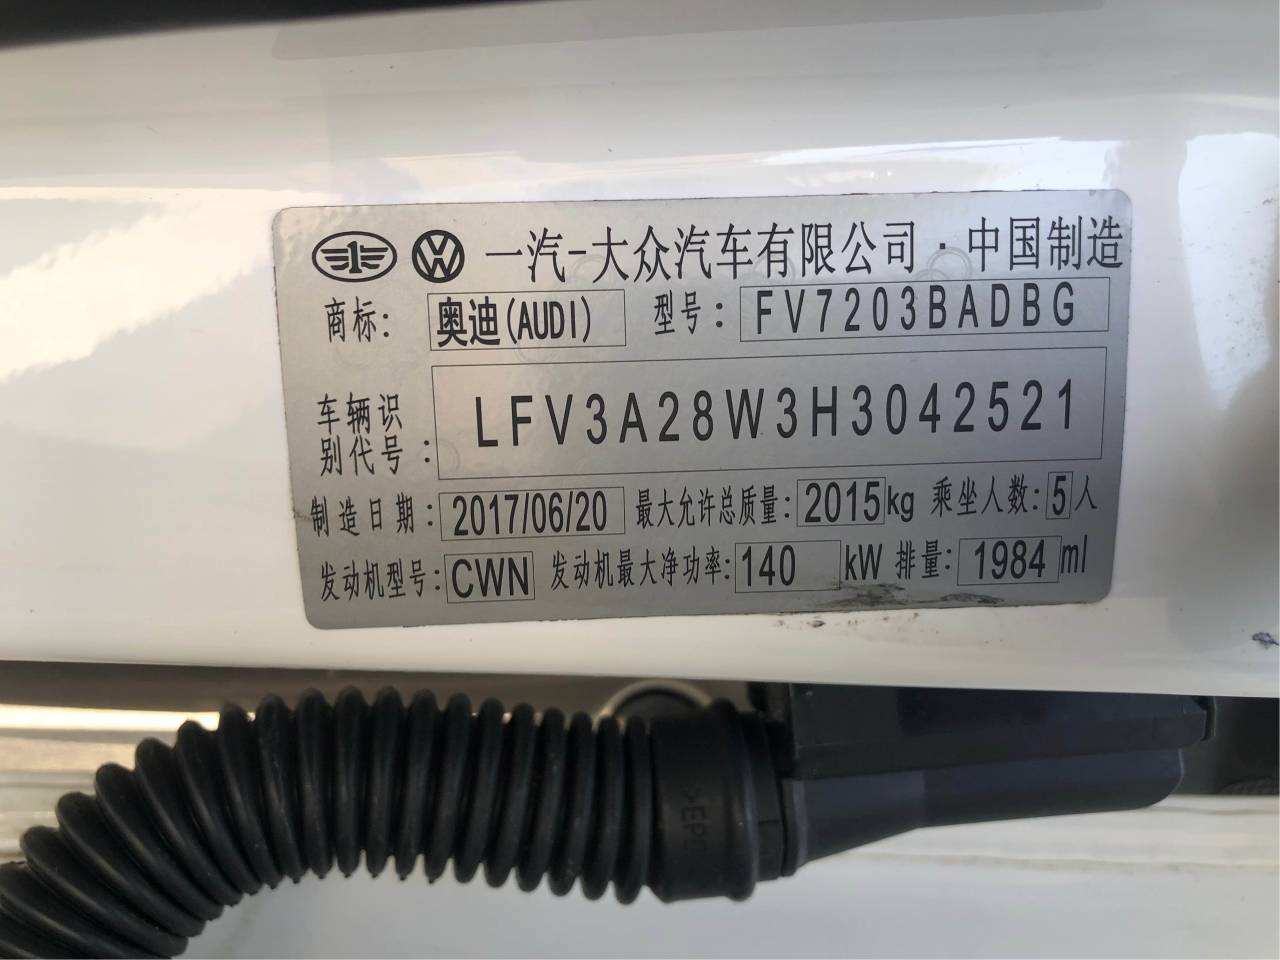 一汽-大众汽车有限公司·中国制造
商标: 奥迪(AUDI) 型号: FV7203BADBG
车辆识
别代号: LFV3A28W3H3042521
制造日期: 2017/06/20 最大允许总质量: 2015kg 乘坐人数: 5人
发动机型号: CWN 发动机最大净功率: 140 kW 排量: 1984 ml